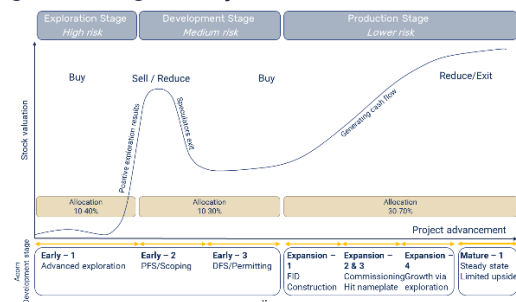 Exploration Stage
High risk
Development Stage
Medium risk
Production Stage
Lower risk
Buy
Sell / Reduce
Buy
Reduce/Exit
Stock valuation
Positive exploration results
Speculators exit
Generating cash flow
Allocation
10-40%
Allocation
10-30%
Allocation
30-70%
Project advancement
Acorn
Development stage
Early – 1
Advanced exploration
Early – 2
PFS/Scoping
Early – 3
DFS/Permitting
Expansion –
1
FID
Construction
Expansion –
2 & 3
Commissioning
Hit nameplate
Expansion –
4
Growth via
exploration
Mature – 1
Steady state
Limited upside